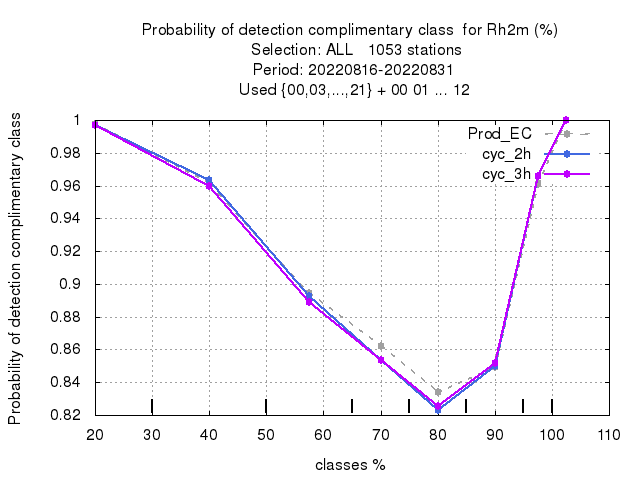 Probability of detection complimentary class  for Rh2m (%)
Selection: ALL   1053 stations
Period: 20220816-20220831
Used {00,03,...,21} + 00 01 ... 12
Probability of detection complimentary class
1
0.98
0.96
0.94
0.92
0.9
0.88
0.86
0.84
0.82
Prod_EC
cyc_2h
cyc_3h
20 30 40 50 60 70 80 90 100 110
classes %